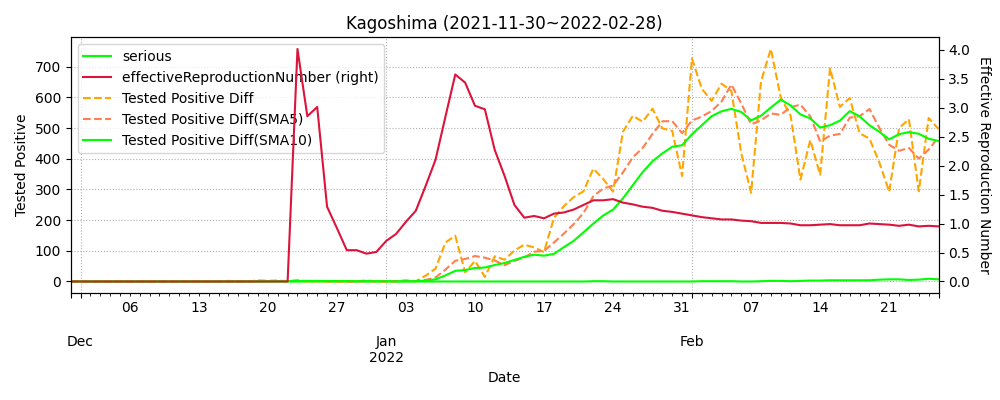 Kagoshima (2021-11-30~2022-02-28)
serious
effectiveReproductionNumber (right)
Tested Positive Diff
Tested Positive Diff(SMA5)
Tested Positive Diff(SMA10)
Tested Positive
700
600
500
400
300
200
100
0
4.0
3.5
3.0
2.5
2.0
1.5
1.0
0.5
0.0
Effective Reproduction Number
06 13 20 27 03 10 17 24 31 07 14 21
Dec Jan Feb
2022
Date